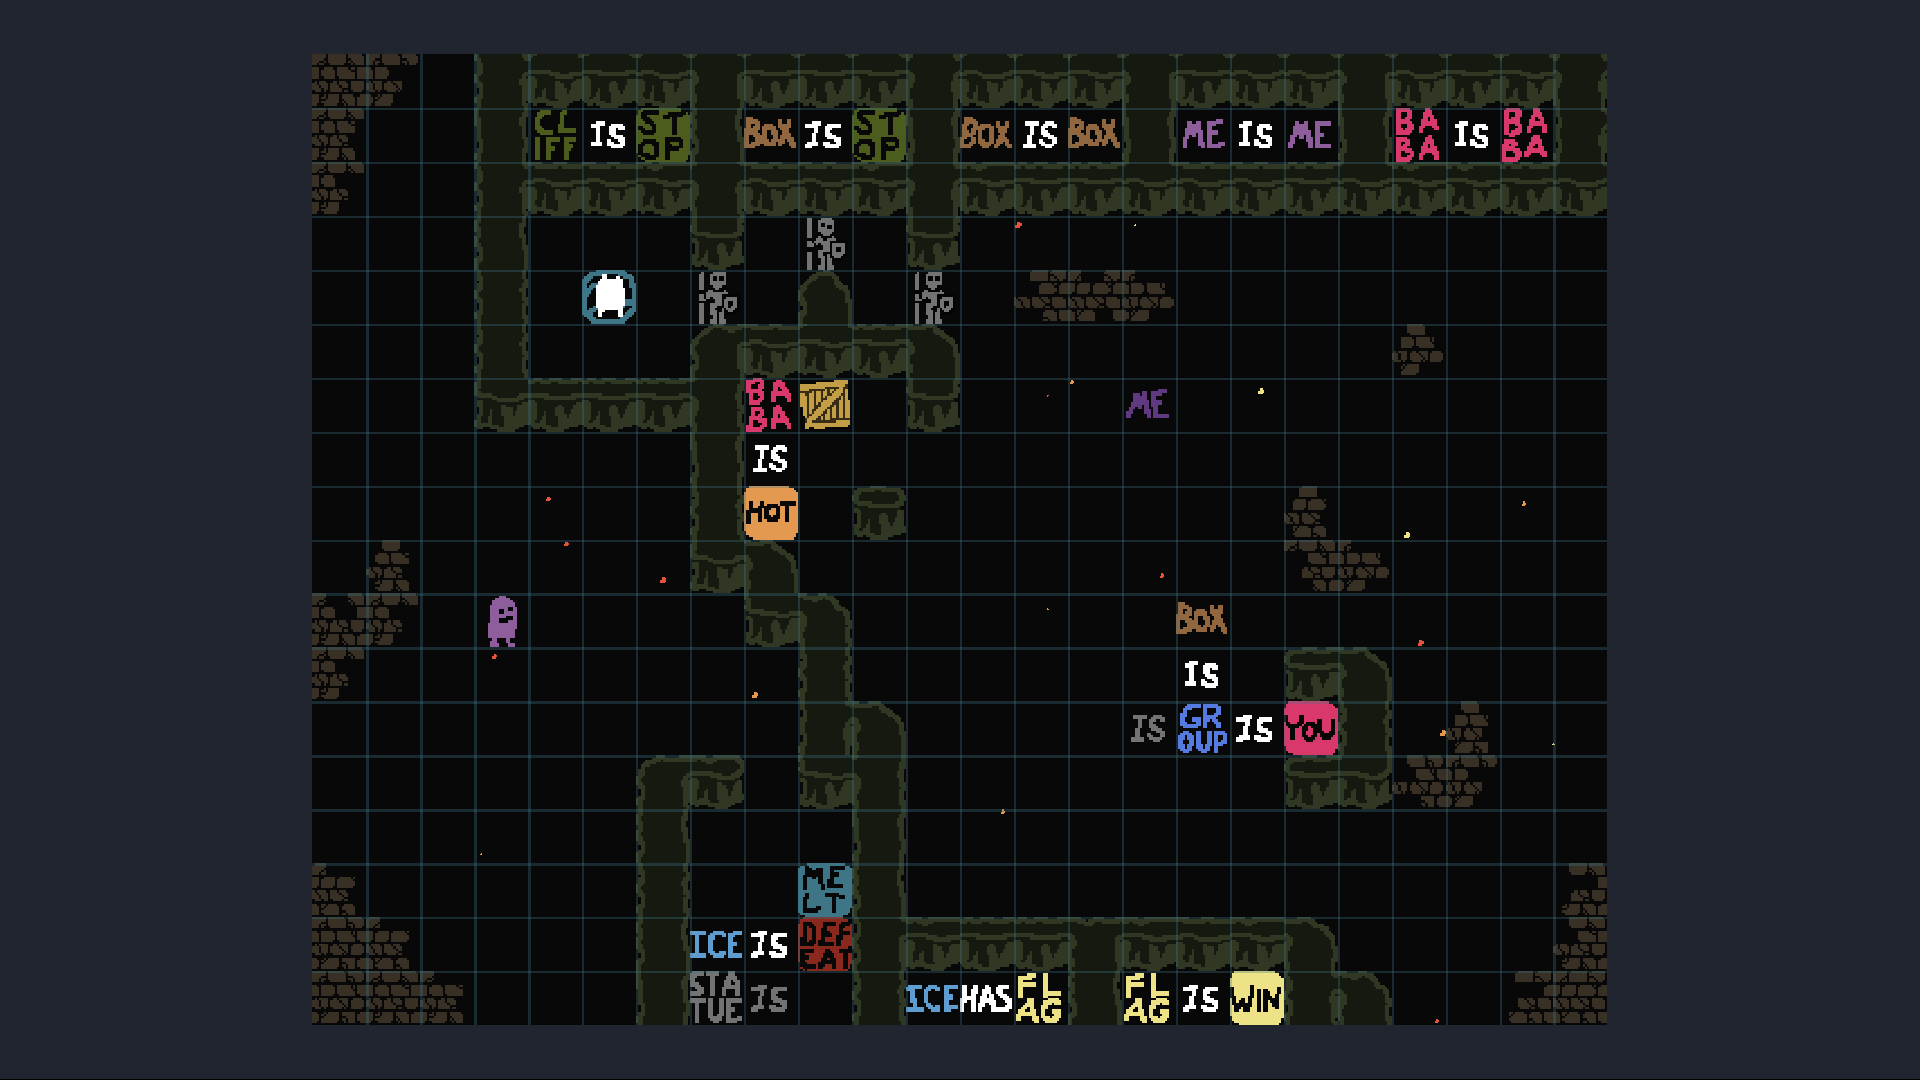 CLIFF IS STOP
BOX IS STOP
BOX IS BOX
ME IS ME
BABA IS BABA
BABA
IS
HOT
ME
BOX
IS
IS GROUP IS YOU
MELT
ICE IS DEFEAT
STATUE IS
ICE HAS FLAG
FLAG IS WIN